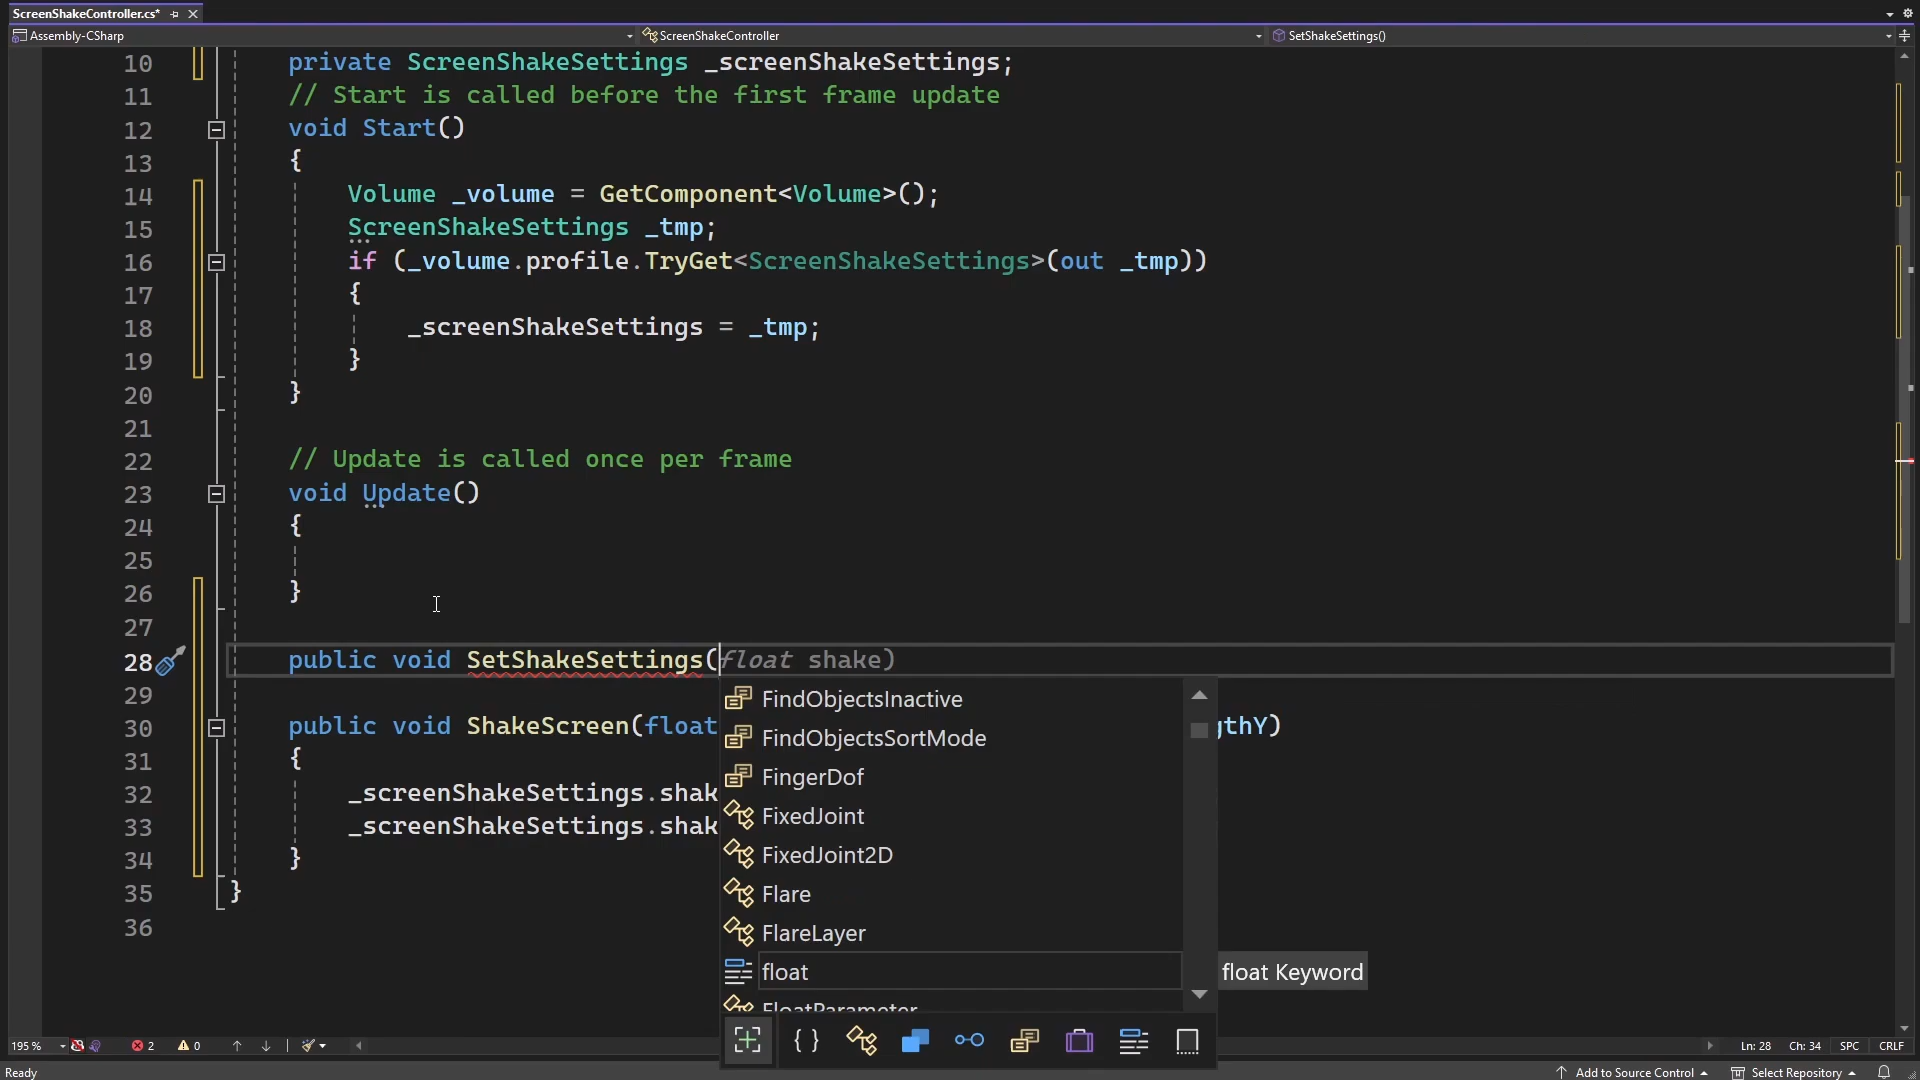 ScreenShakeController.cs*
Assembly-CSharp
ScreenShakeController
SetShakeSettings()
10 private ScreenShakeSettings _screenShakeSettings;
11 // Start is called before the first frame update
12 void Start()
13 {
14 Volume _volume = GetComponent<Volume>();
15 ScreenShakeSettings _tmp;
16 if (_volume.profile.TryGet<ScreenShakeSettings>(out _tmp))
17 {
18 _screenShakeSettings = _tmp;
19 }
20 }
21
22 // Update is called once per frame
23 void Update()
24 {
25
26 }
27
28 public void SetShakeSettings(float shake)
29
30 public void ShakeScreen(float gthY)
31 {
32 _screenShakeSettings.shak
33 _screenShakeSettings.shak
34 }
35 }
36
FindObjectsInactive
FindObjectsSortMode
FingerDof
FixedJoint
FixedJoint2D
Flare
FlareLayer
float
float Keyword
FloatParameter
195 %
2
0
Ln: 28 Ch: 34 SPC CRLF
Ready
Add to Source Control
Select Repository